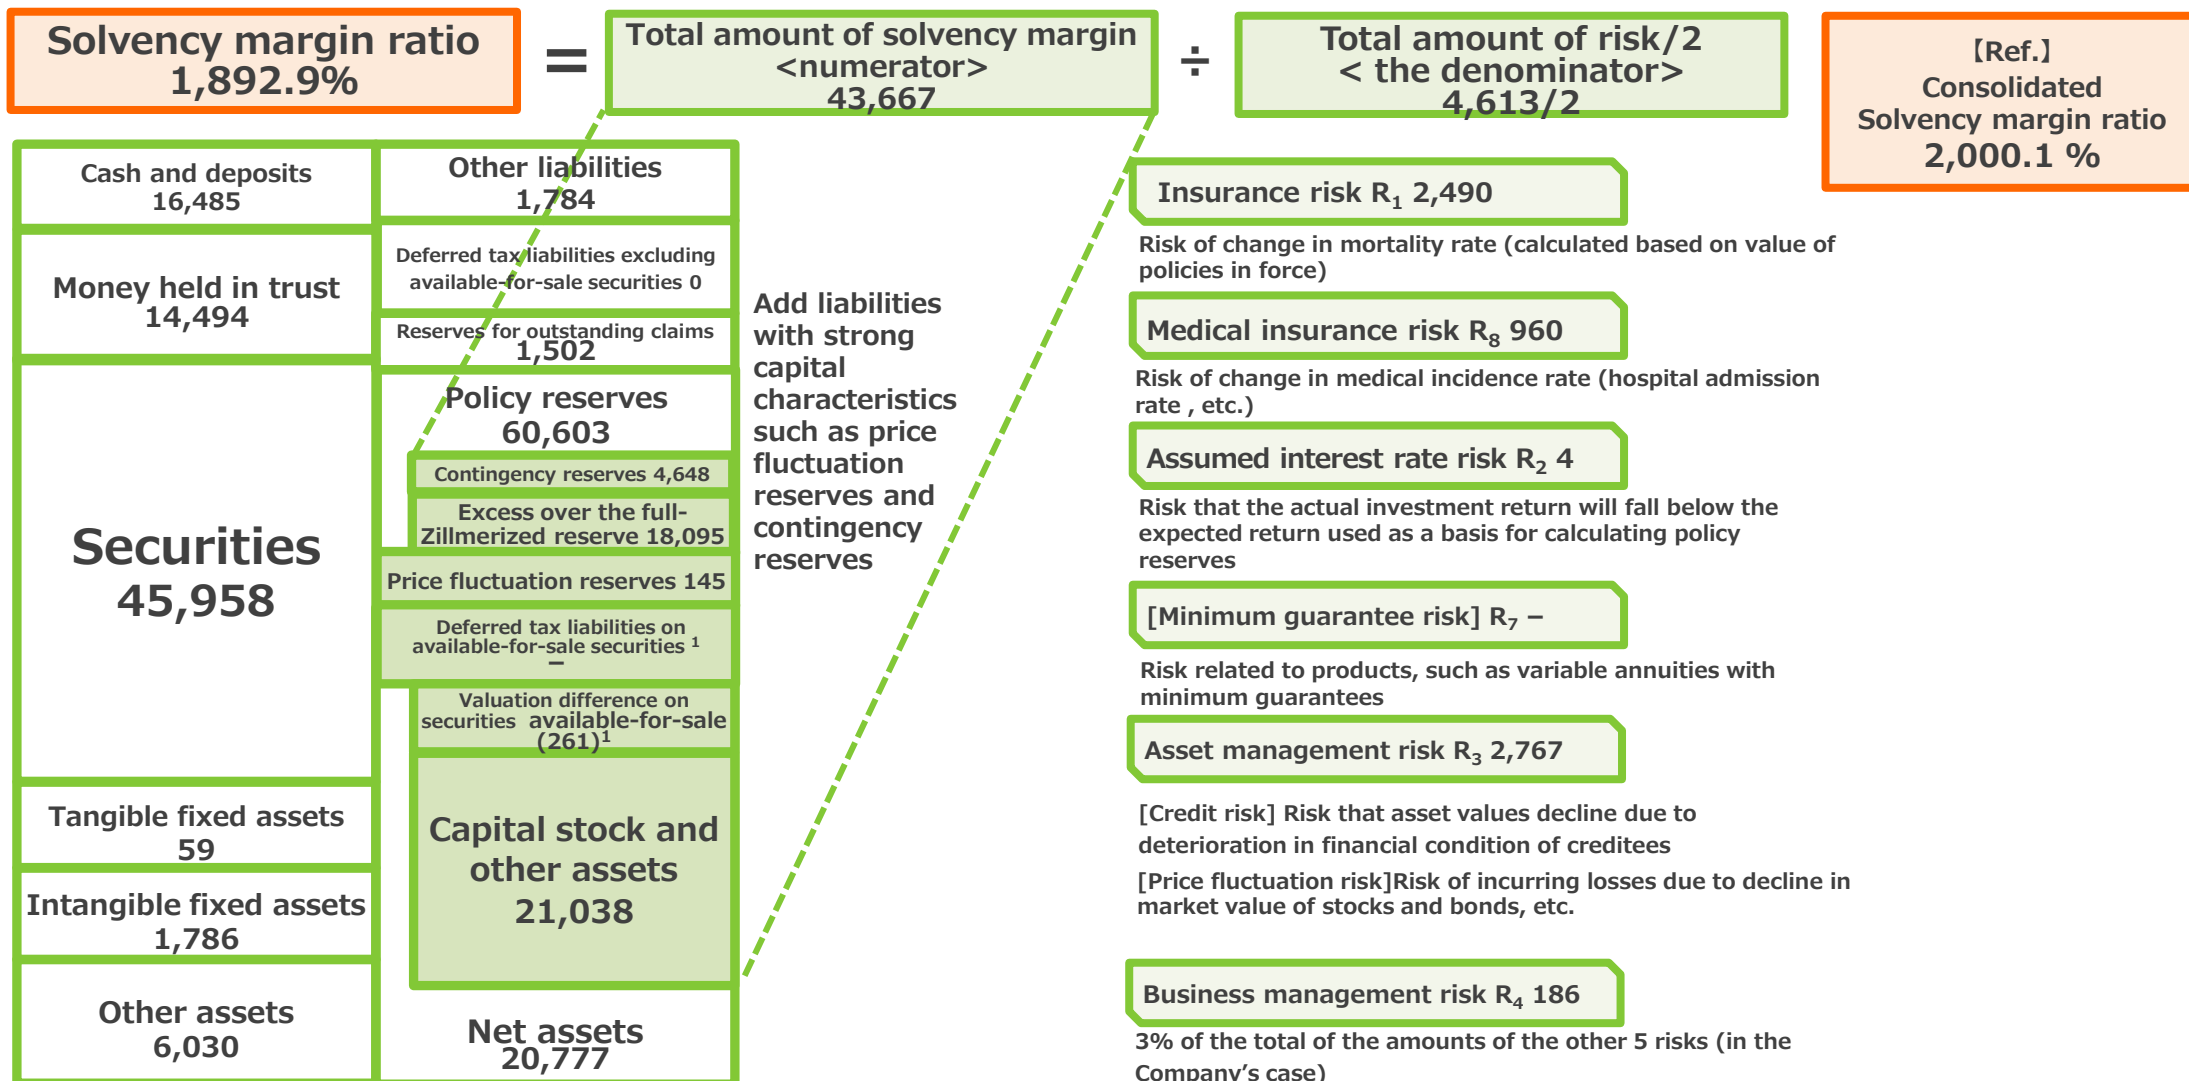 Solvency margin ratio
1,892.9%
=
Total amount of solvency margin
<numerator>
43,667
÷
Total amount of risk/2
< the denominator>
4,613/2
【Ref.】
Consolidated
Solvency margin ratio
2,000.1 %
Cash and deposits
16,485
Money held in trust
14,494
Securities
45,958
Tangible fixed assets
59
Intangible fixed assets
1,786
Other assets
6,030
Other liabilities
1,784
Deferred tax liabilities excluding
available-for-sale securities 0
Reserves for outstanding claims
1,502
Policy reserves
60,603
Contingency reserves 4,648
Excess over the full-
Zillmerized reserve 18,095
Price fluctuation reserves 145
Deferred tax liabilities on
available-for-sale securities 1
–
Valuation difference on
securities available-for-sale
(261)1
Capital stock and
other assets
21,038
Net assets
20,777
Add liabilities
with strong
capital
characteristics
such as price
fluctuation
reserves and
contingency
reserves
Insurance risk R1 2,490
Risk of change in mortality rate (calculated based on value of
policies in force)
Medical insurance risk R8 960
Risk of change in medical incidence rate (hospital admission
rate , etc.)
Assumed interest rate risk R2 4
Risk that the actual investment return will fall below the
expected return used as a basis for calculating policy
reserves
[Minimum guarantee risk] R7 –
Risk related to products, such as variable annuities with
minimum guarantees
Asset management risk R3 2,767
[Credit risk] Risk that asset values decline due to
deterioration in financial condition of creditees
[Price fluctuation risk]Risk of incurring losses due to decline in
market value of stocks and bonds, etc.
Business management risk R4 186
3% of the total of the amounts of the other 5 risks (in the
Company's case)